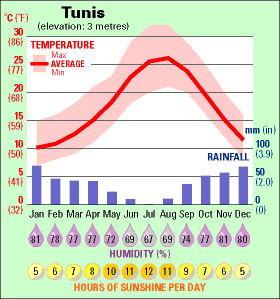 Tunis
(elevation: 3 metres)
°C (°F)
TEMPERATURE
Max
AVERAGE
Min
30
(86)
25
(77)
20
(68)
15
(59)
10
(50)
5
(41)
0
(32)
mm (in)
100
(3.9)
50
(2.0)
0
(0)
RAINFALL
Jan Feb Mar Apr May Jun Jul Aug Sep Oct Nov Dec
81 78 77 77 72 69 67 69 72 77 81 80
HUMIDITY (%)
5 6 7 8 10 11 12 11 9 7 6 5
HOURS OF SUNSHINE PER DAY